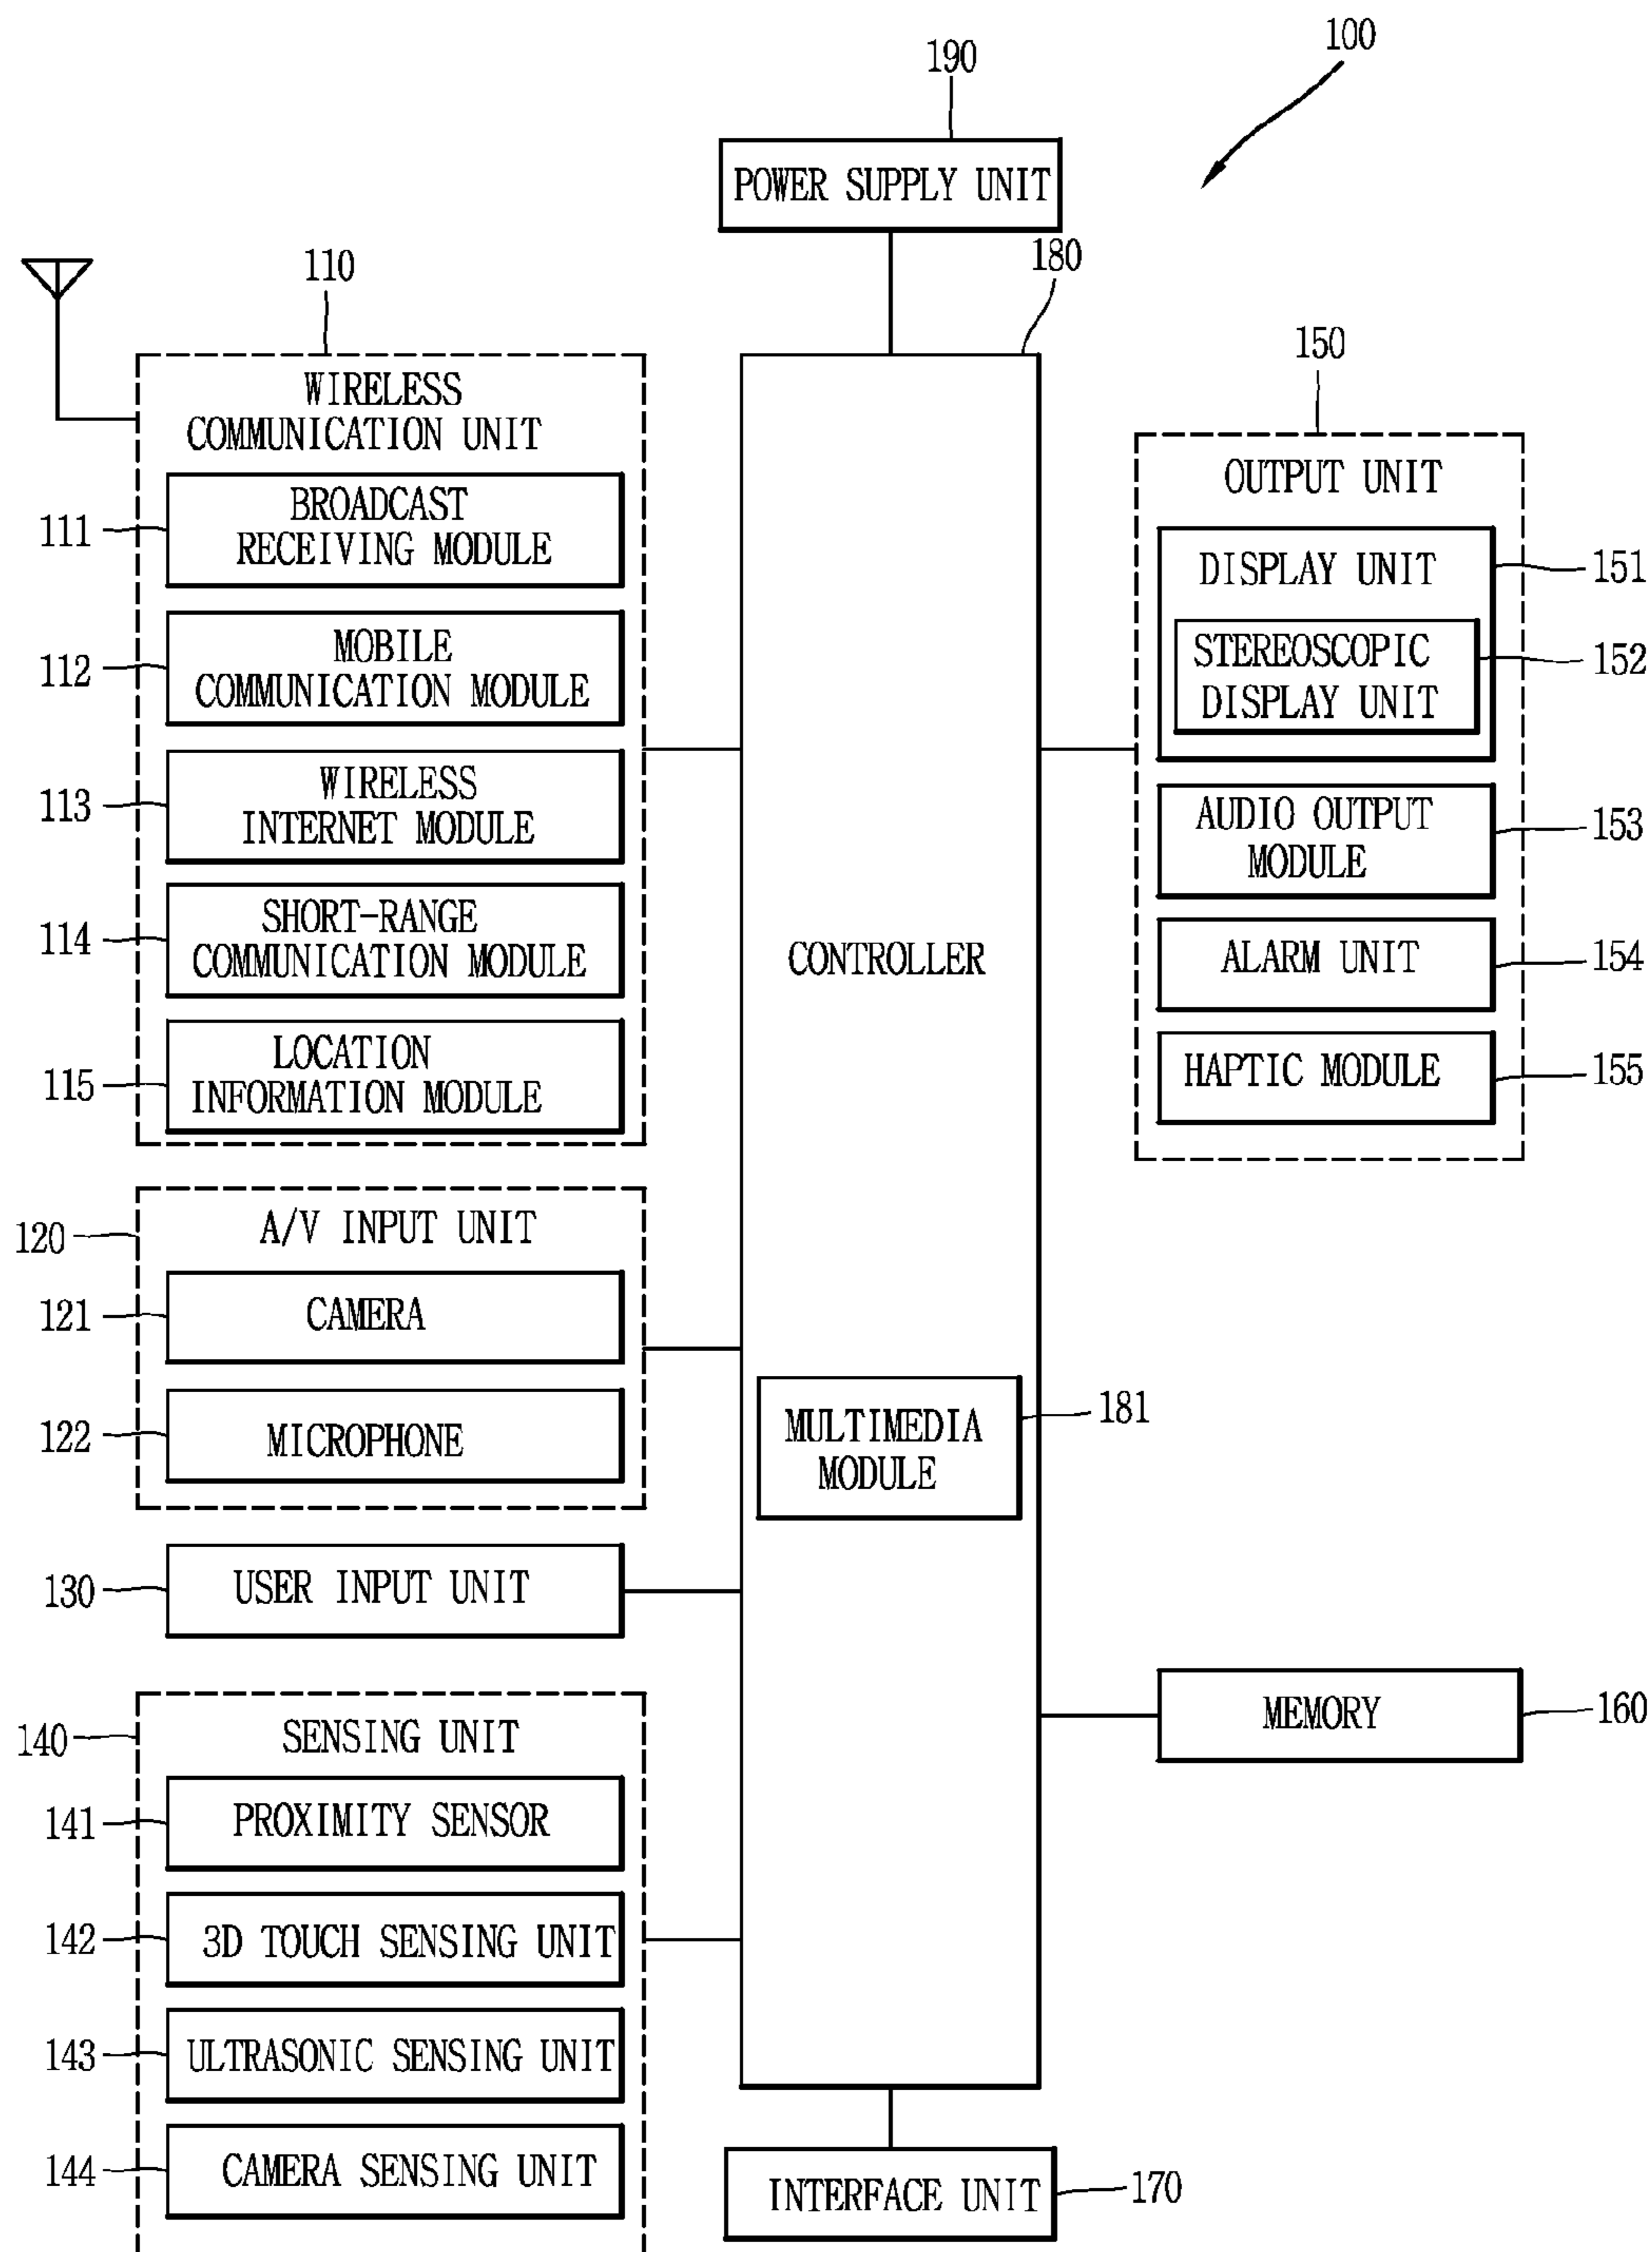 100
190
POWER SUPPLY UNIT
180
110
WIRELESS
COMMUNICATION UNIT
111
BROADCAST
RECEIVING MODULE
112
MOBILE
COMMUNICATION MODULE
113
WIRELESS
INTERNET MODULE
114
SHORT-RANGE
COMMUNICATION MODULE
115
LOCATION
INFORMATION MODULE
120
A/V INPUT UNIT
121
CAMERA
122
MICROPHONE
130
USER INPUT UNIT
140
SENSING UNIT
141
PROXIMITY SENSOR
142
3D TOUCH SENSING UNIT
143
ULTRASONIC SENSING UNIT
144
CAMERA SENSING UNIT
CONTROLLER
MULTIMEDIA
MODULE
181
150
OUTPUT UNIT
DISPLAY UNIT
151
STEREOSCOPIC
DISPLAY UNIT
152
AUDIO OUTPUT
MODULE
153
ALARM UNIT
154
HAPTIC MODULE
155
MEMORY
160
INTERFACE UNIT
170